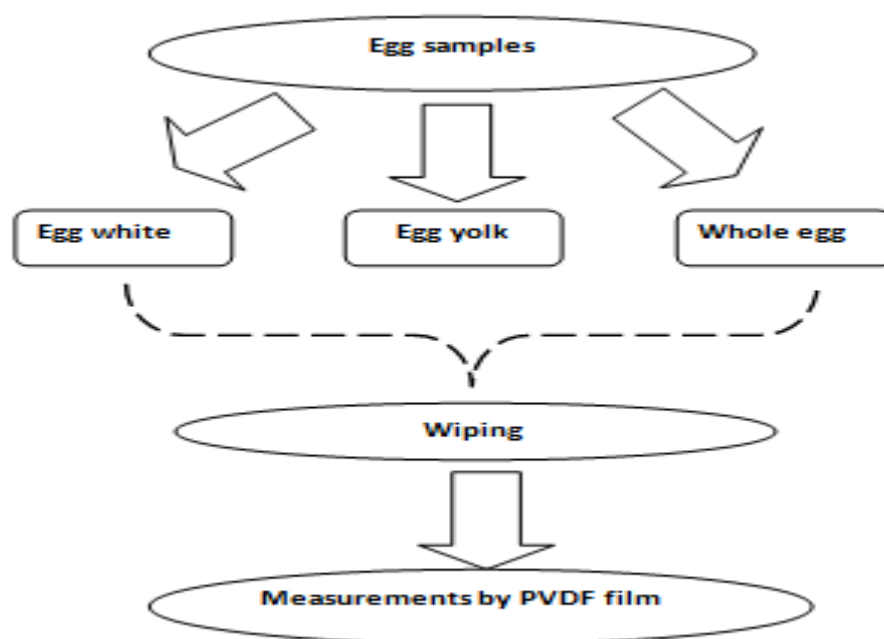 Egg samples
Egg white
Egg yolk
Whole egg
Wiping
Measurements by PVDF film